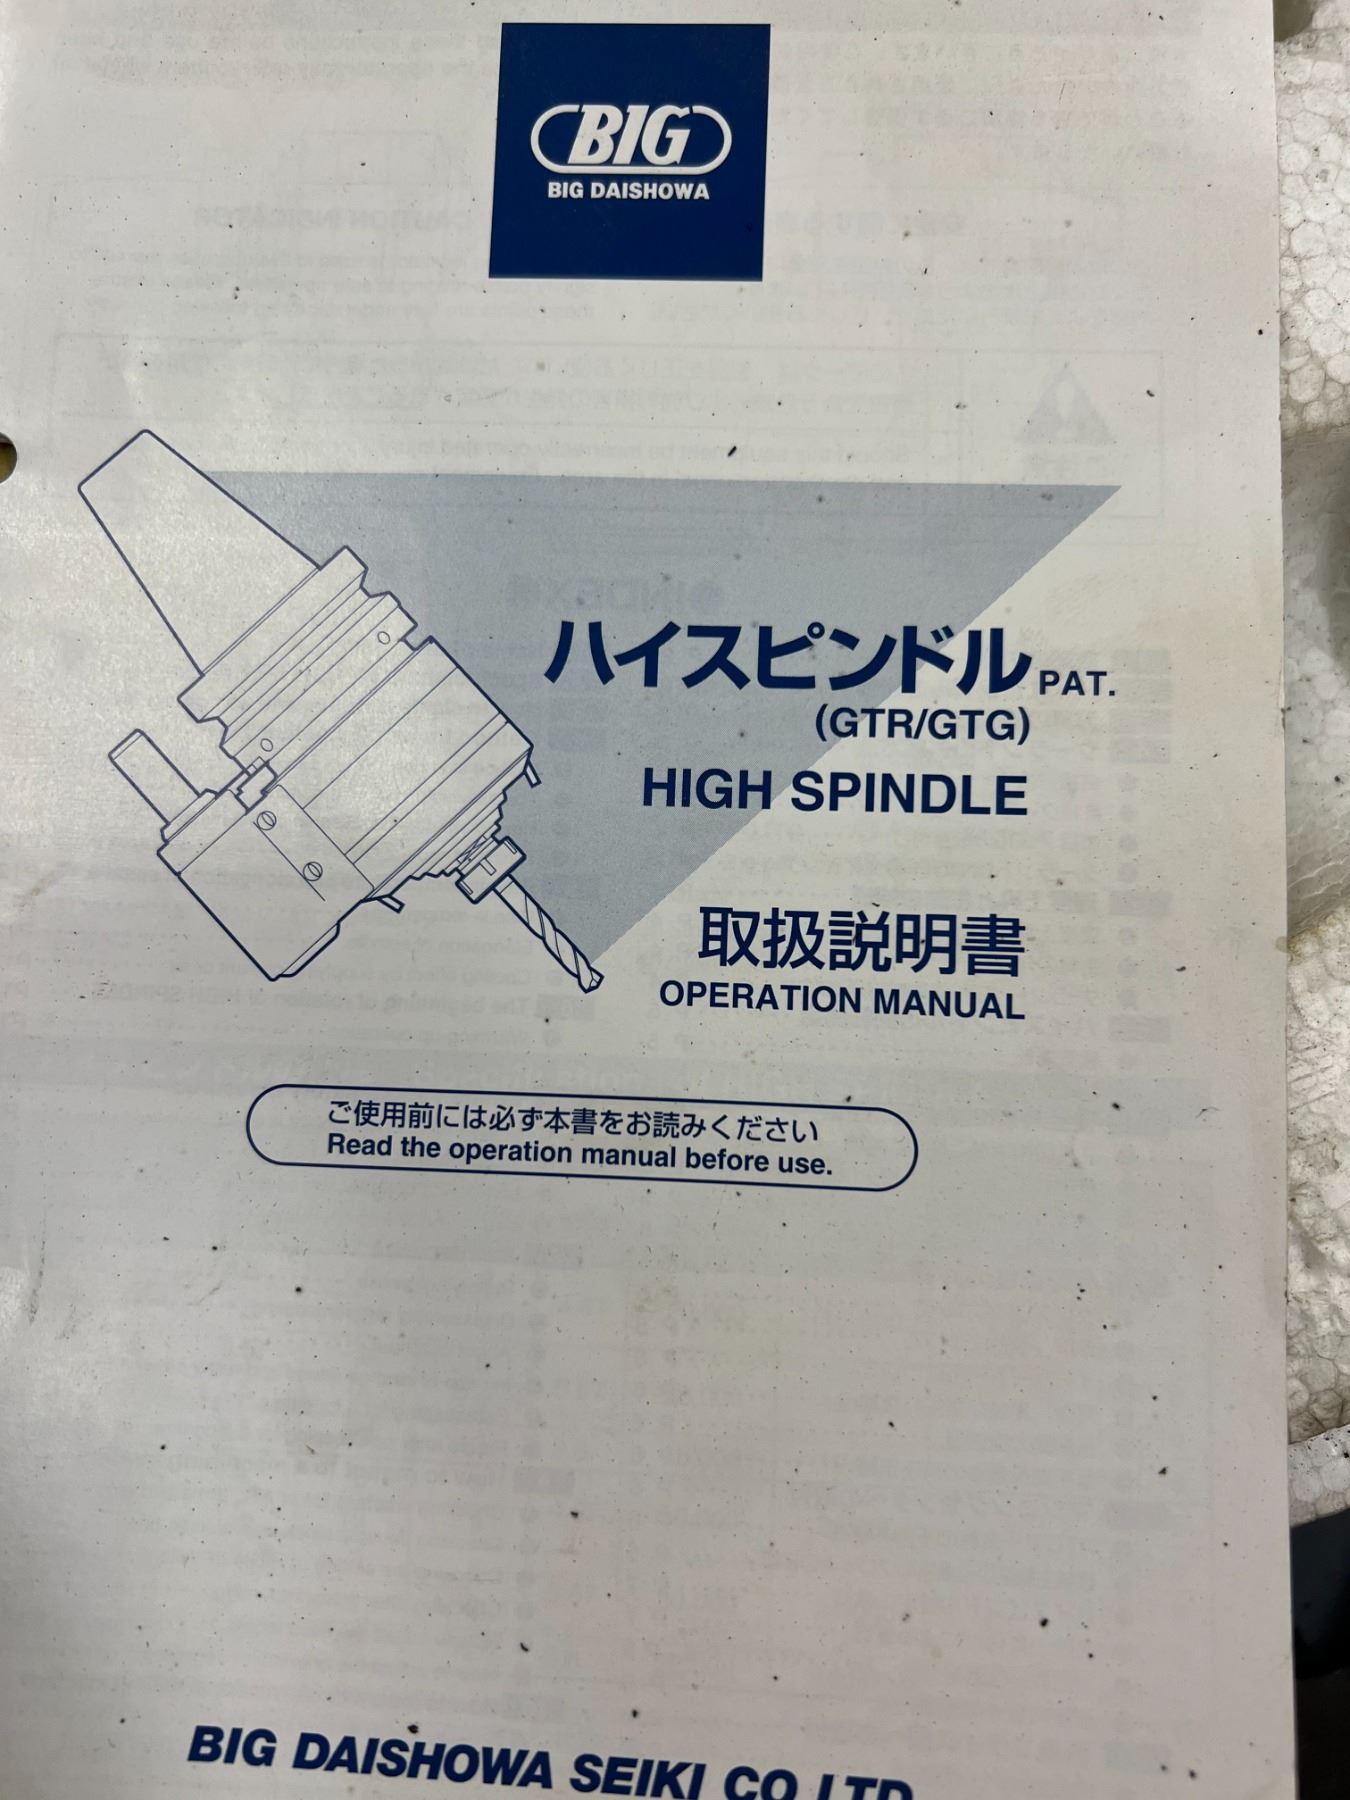 BIG
BIG DAISHOWA
ハイスピンドル PAT.
(GTR/GTG)
HIGH SPINDLE
取扱説明書
OPERATION MANUAL
ご使用前には必ず本書をお読みください
Read the operation manual before use.
BIG DAISHOWA SEIKI CO LTD